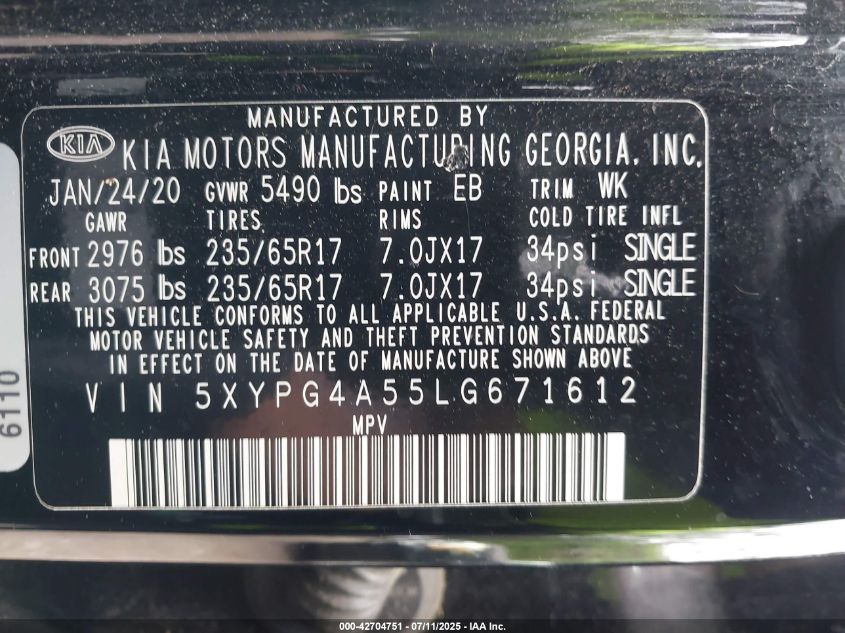 MANUFACTURED BY
KIA KIA MOTORS MANUFACTURING GEORGIA, INC.
JAN/24/20 GVWR 5490 lbs PAINT EB TRIM WK
GAWR TIRES RIMS COLD TIRE INFL
FRONT 2976 lbs 235/65R17 7.0JX17 34psi SINGLE
REAR 3075 lbs 235/65R17 7.0JX17 34psi SINGLE
THIS VEHICLE CONFORMS TO ALL APPLICABLE U.S.A. FEDERAL
MOTOR VEHICLE SAFETY AND THEFT PREVENTION STANDARDS
IN EFFECT ON THE DATE OF MANUFACTURE SHOWN ABOVE
VIN 5XYPG4A55LG671612
MPV
6110
000-42704751 - 07/11/2025 - IAA Inc.